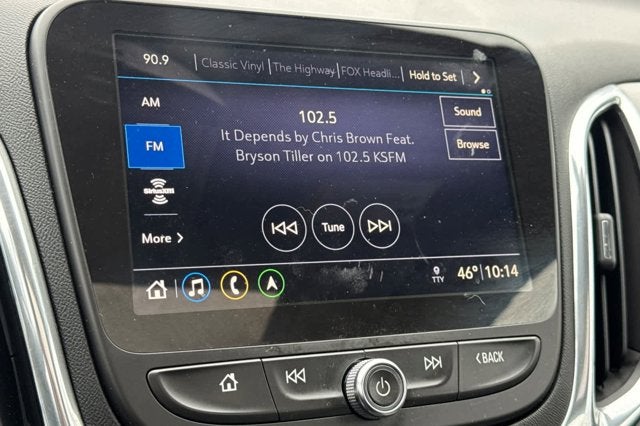 90.9 Classic Vinyl The Highway FOX Headli... Hold to Set >
AM
102.5
Sound
It Depends by Chris Brown Feat.
FM
Browse
Bryson Tiller on 102.5 KSFM
SiriusXM
Tune
More >
TTY
46° 10:14
<BACK